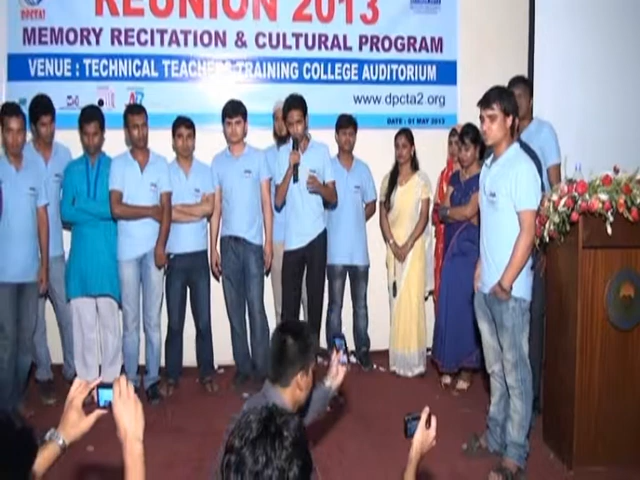 REUNION 2013
DPCTA2
MEMORY RECITATION & CULTURAL PROGRAM
VENUE : TECHNICAL TEACHERS TRAINING COLLEGE AUDITORIUM
www.dpcta2.org
DATE : 01 MAY 2013